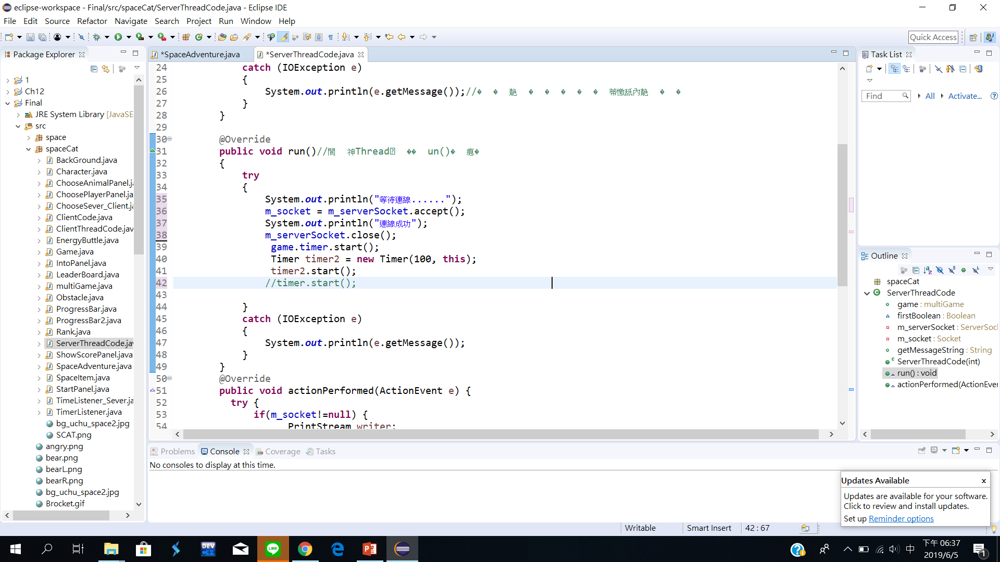 eclipse-workspace - Final/src/spaceCat/ServerThreadCode.java - Eclipse IDE
File Edit Source Refactor Navigate Search Project Run Window Help
Quick Access
Package Explorer
1
Ch12
Final
JRE System Library [JavaSE
src
space
spaceCat
BackGround.java
Character.java
ChooseAnimalPanel.ja
ChoosePlayerPanel.ja
ChooseSever_Client.ja
ClientCode.java
ClientThreadCode.jav
EnergyButtle.java
Game.java
IntoPanel.java
LeaderBoard.java
multiGame.java
Obstacle.java
ProgressBar.java
ProgressBar2.java
Rank.java
ServerThreadCode.jav
ShowScorePanel.java
SpaceAdventure.java
SpaceItem.java
StartPanel.java
TimeListener_Sever.ja
TimerListener.java
bg_uchu_space2.jpg
SCAT.png
angry.png
bear.png
bearL.png
bearR.png
bg_uchu_space2.jpg
Brocket.gif
*SpaceAdventure.java *ServerThreadCode.java
24 catch (IOException e)
25 {
26 System.out.println(e.getMessage());//
27 }
28 }
29
30 @Override
31 public void run()// Thread un()
32 {
33 try
34 {
35 System.out.println("等待連線......");
36 m_socket = m_serverSocket.accept();
37 System.out.println("連線成功");
38 m_serverSocket.close();
39 game.timer.start();
40 Timer timer2 = new Timer(100, this);
41 timer2.start();
42 //timer.start();
43
44 }
45 catch (IOException e)
46 {
47 System.out.println(e.getMessage());
48 }
49 }
50 @Override
51 public void actionPerformed(ActionEvent e) {
52 try {
53 if(m_socket!=null) {
54 PrintStream writer;
Problems Console Coverage Tasks
No consoles to display at this time.
Task List
Find All Activate...
Outline
spaceCat
ServerThreadCode
game : multiGame
firstBoolean : Boolean
m_serverSocket : ServerSocl
m_socket : Socket
getMessageString : String
ServerThreadCode(int)
run() : void
actionPerformed(ActionEver
Updates Available x
Updates are available for your software.
Click to review and install updates.
Set up Reminder options
Writable Smart Insert 42 : 67
DEV
LINE
中
下午 06:37
2019/6/5
1